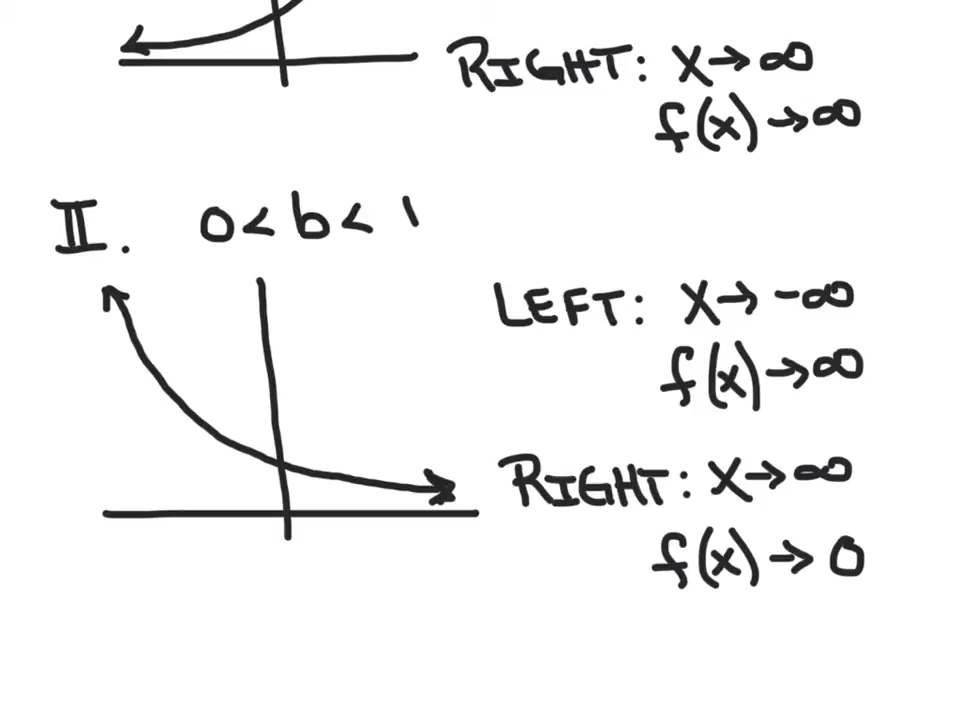 RIGHT: X→∞
f(x)→∞
II. 0<b<1
LEFT: X→-∞
f(x)→∞
RIGHT: X→∞
f(x)→0